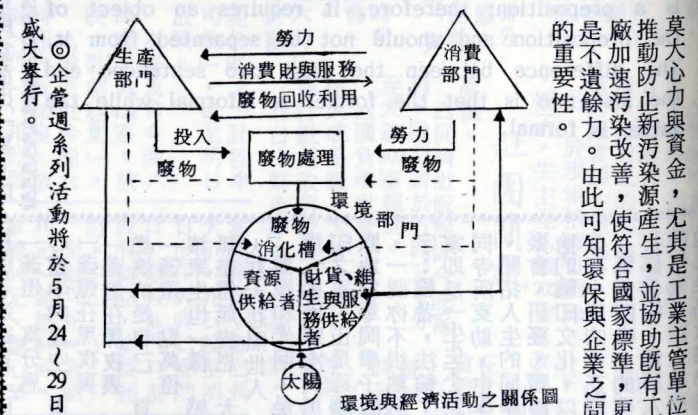 莫大心力與資金，尤其是工業主管單位
推動防止新污染源產生，並協助既有工
廠加速污染改善，使符合國家標準，更
是不遺餘力。由此可知環保與企業之間
的重要性
生產
部門
消費
部門
勞力
消費財與服務
廢物回收利用
投入
廢物
廢物處理
勞力
廢物
環境部門
廢物
消化槽
資源
供給者
財貨、維
生與服
務供給
者
太陽
環境與經濟活動之關係圖
◎企管週系列活動將於5月24~29日
盛大舉行。